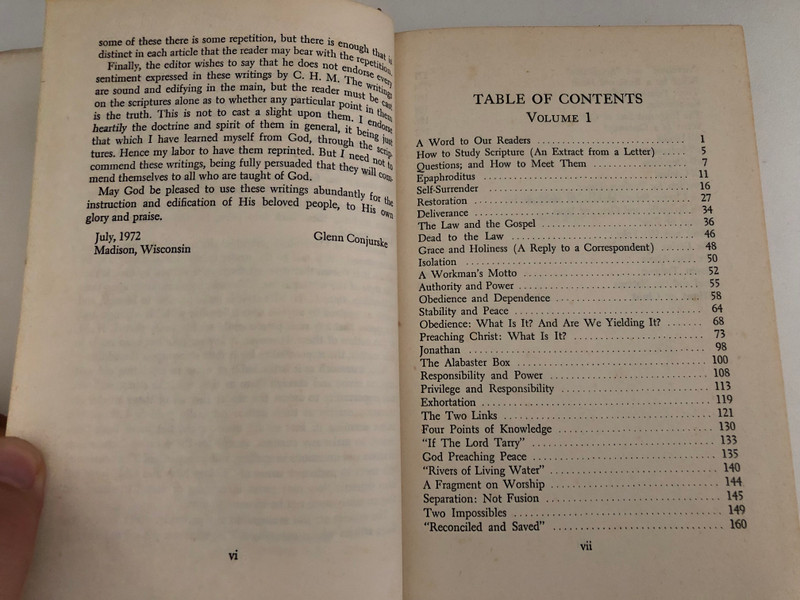 some of these there is some repetition, but there is enough that is
distinct in each article that the reader may bear with the repetition.
Finally, the editor wishes to say that he does not endorse every
sentiment expressed in these writings by C. H. M. The writings
are sound and edifying in the main, but the reader must be cast
on the scriptures alone as to whether any particular point in them
is the truth. This is not to cast a slight upon them. I endorse
heartily the doctrine and spirit of them in general, it being just
that which I have learned myself from God, through the scrip-
tures. Hence my labor to have them reprinted. But I need not to
commend these writings, being fully persuaded that they will com-
mend themselves to all who are taught of God.
May God be pleased to use these writings abundantly for the
instruction and edification of His beloved people, to His own
glory and praise.
July, 1972 Glenn Conjurske
Madison, Wisconsin
vi
TABLE OF CONTENTS
VOLUME 1
A Word to Our Readers 1
How to Study Scripture (An Extract from a Letter) 5
Questions; and How to Meet Them 7
Epaphroditus 11
Self-Surrender 16
Restoration 27
Deliverance 34
The Law and the Gospel 36
Dead to the Law 46
Grace and Holiness (A Reply to a Correspondent) 48
Isolation 50
A Workman's Motto 52
Authority and Power 55
Obedience and Dependence 58
Stability and Peace 64
Obedience: What Is It? And Are We Yielding It? 68
Preaching Christ: What Is It? 73
Jonathan 98
The Alabaster Box 100
Responsibility and Power 108
Privilege and Responsibility 113
Exhortation 119
The Two Links 121
Four Points of Knowledge 130
"If The Lord Tarry" 133
God Preaching Peace 135
"Rivers of Living Water" 140
A Fragment on Worship 144
Separation: Not Fusion 145
Two Impossibles 149
"Reconciled and Saved" 160
vii